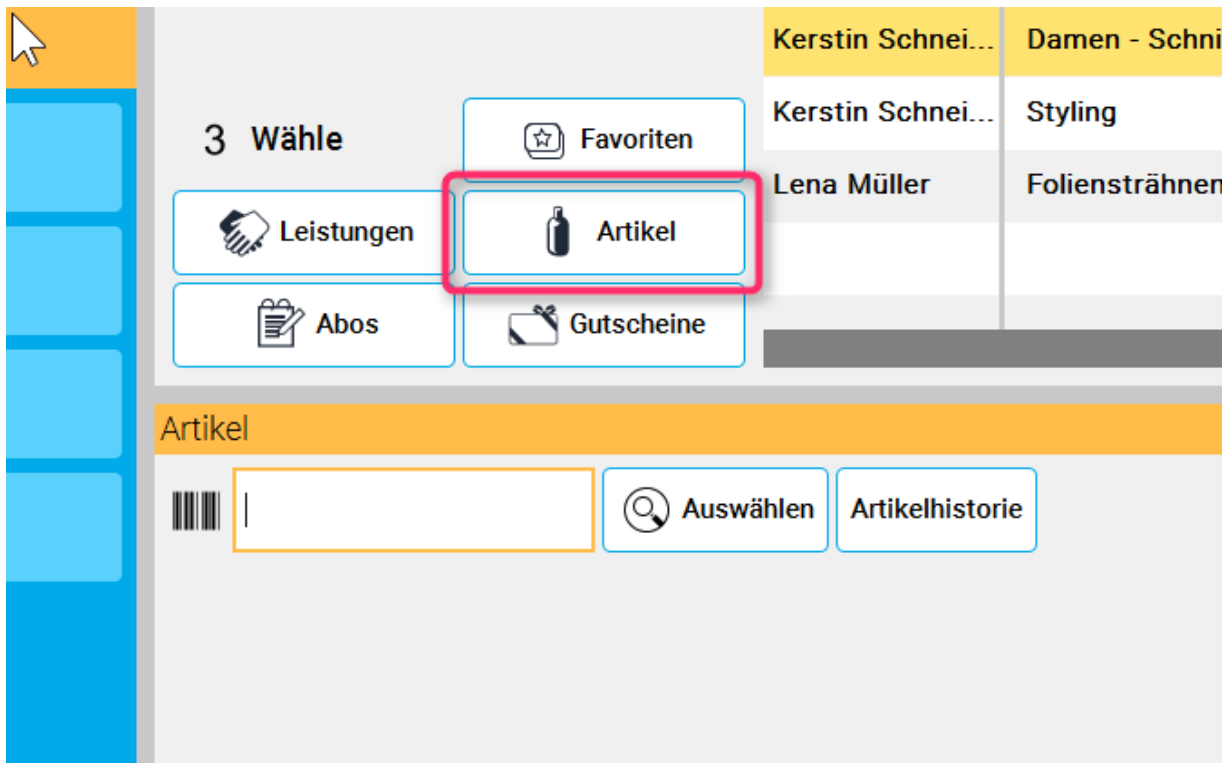 Kerstin Schnei... Damen - Schni
Kerstin Schnei... Styling
Lena Müller Foliensträhnen
3 Wähle
Favoriten
Leistungen
Artikel
Abos
Gutscheine
Artikel
Auswählen
Artikelhistorie